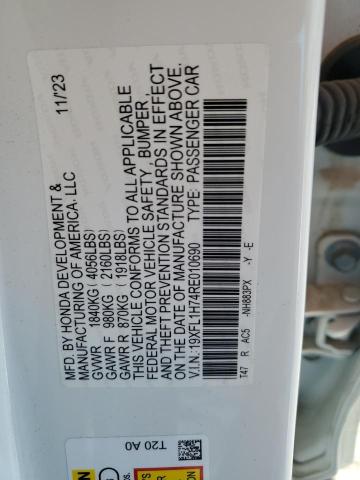 MFD BY HONDA DEVELOPMENT &
MANUFACTURING OF AMERICA, LLC
11/'23
GVWR 1840KG (4056LBS)
GAWR F 980KG (2160LBS)
GAWR R 870KG (1918LBS)
THIS VEHICLE CONFORMS TO ALL APPLICABLE
FEDERAL MOTOR VEHICLE SAFETY, BUMPER,
AND THEFT PREVENTION STANDARDS IN EFFECT
ON THE DATE OF MANUFACTURE SHOWN ABOVE.
V.I.N.: 19XFL1H74RE010690 TYPE: PASSENGER CAR
T47 R AC5 -NH883PX -Y -E
T20 A0